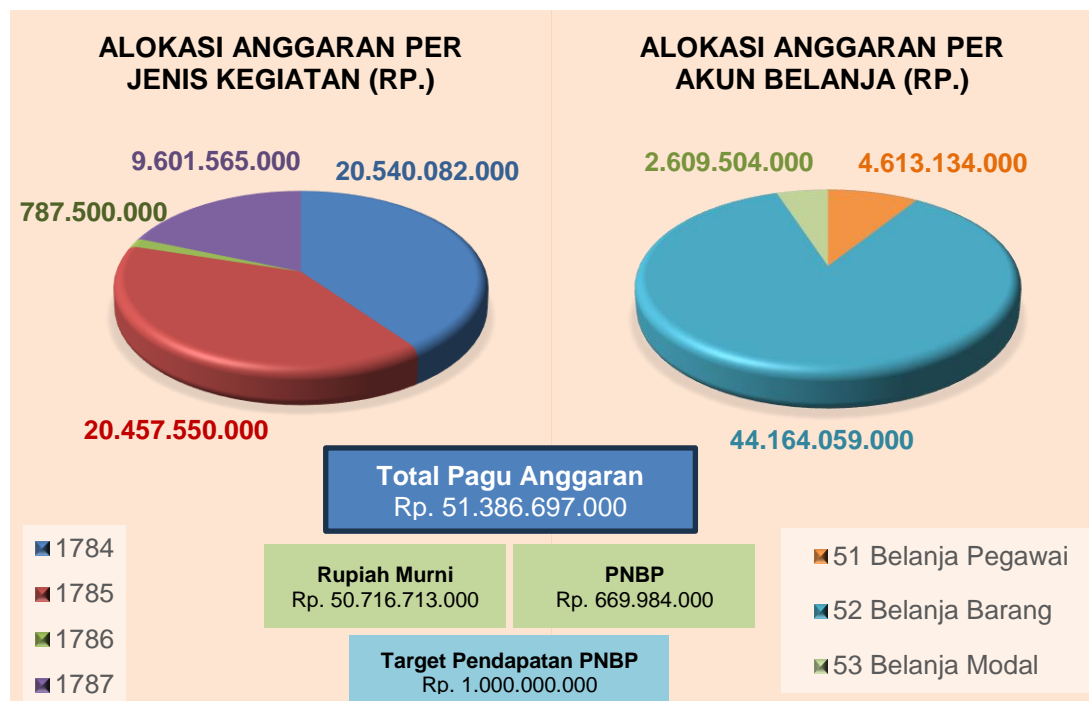 ALOKASI ANGGARAN PER
JENIS KEGIATAN (RP.)
9.601.565.000
20.540.082.000
787.500.000
20.457.550.000
ALOKASI ANGGARAN PER
AKUN BELANJA (RP.)
2.609.504.000
4.613.134.000
44.164.059.000
Total Pagu Anggaran
Rp. 51.386.697.000
Rupiah Murni
Rp. 50.716.713.000
PNBP
Rp. 669.984.000
Target Pendapatan PNBP
Rp. 1.000.000.000
1784
1785
1786
1787
51 Belanja Pegawai
52 Belanja Barang
53 Belanja Modal